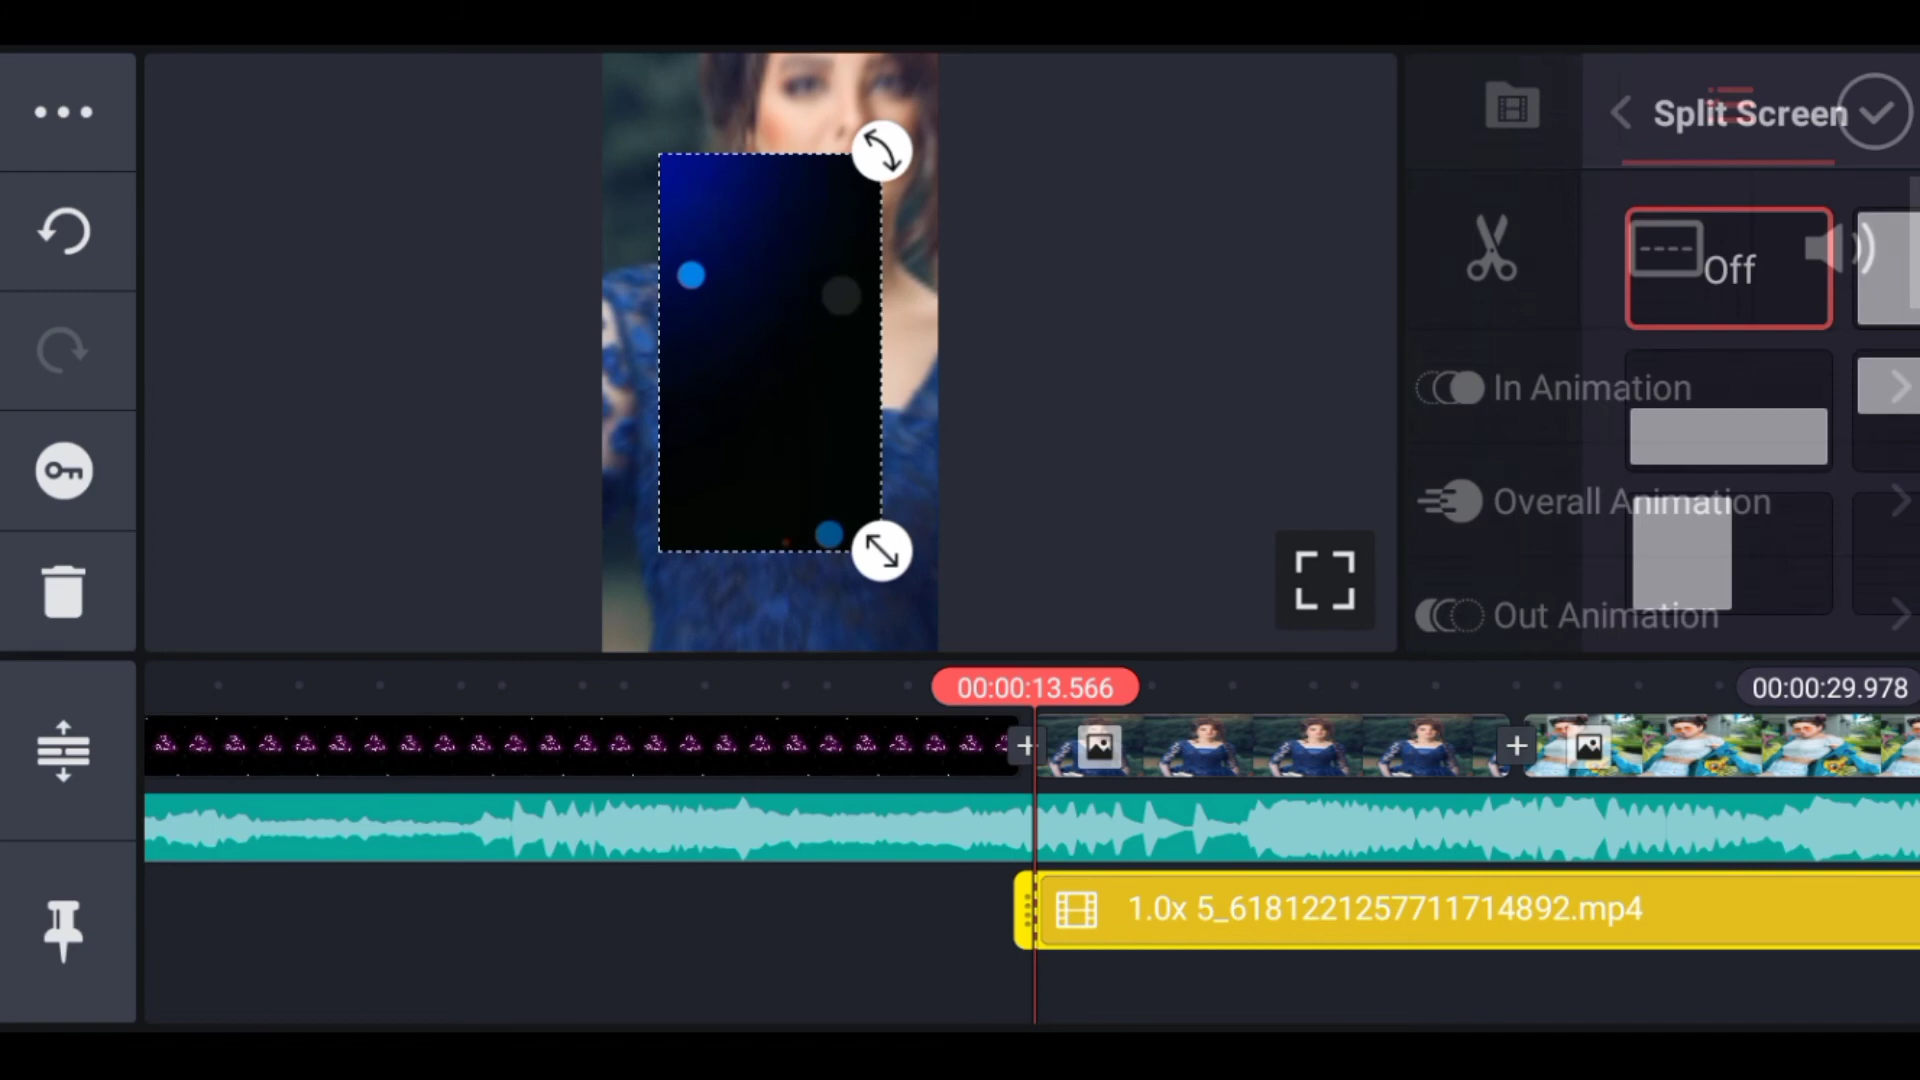 Split Screen
Off
In Animation
Overall Animation
Out Animation
00:00:13.566
00:00:29.978
1.0x 5_6181221257711714892.mp4